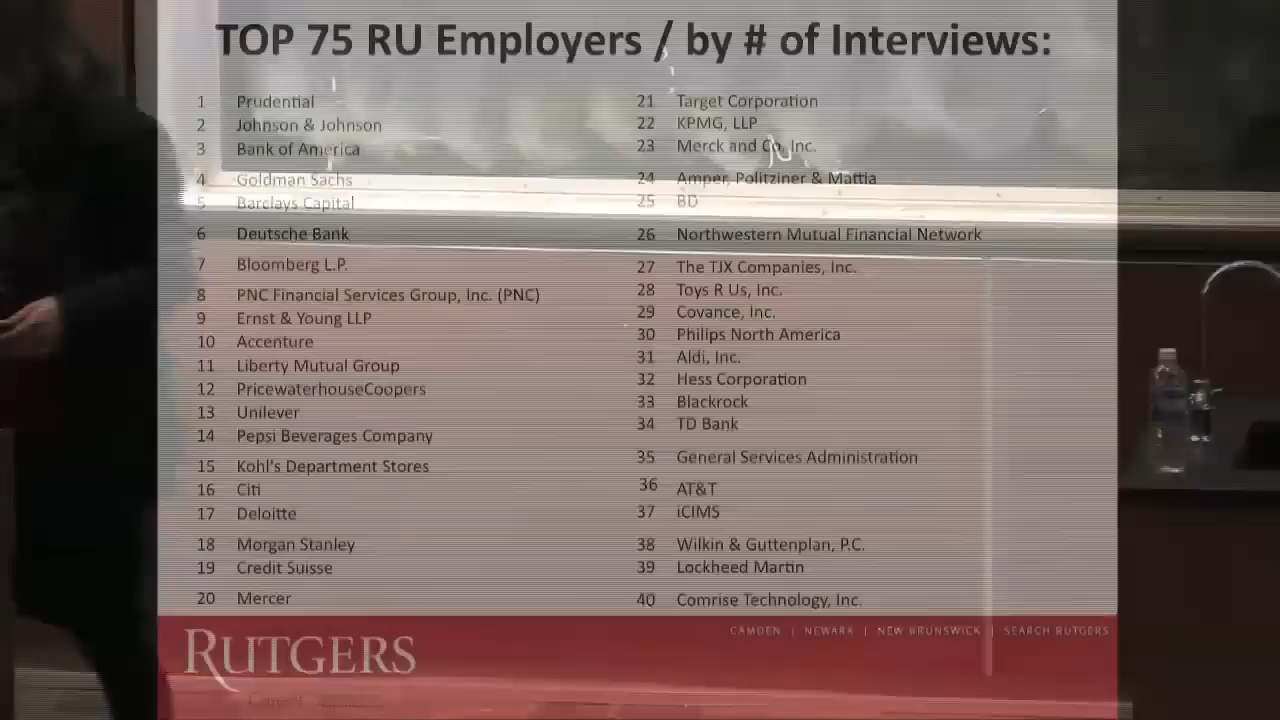 TOP 75 RU Employers / by # of Interviews:
1 Prudential
2 Johnson & Johnson
3 Bank of America
4 Goldman Sachs
5 Barclays Capital
6 Deutsche Bank
7 Bloomberg L.P.
8 PNC Financial Services Group, Inc. (PNC)
9 Ernst & Young LLP
10 Accenture
11 Liberty Mutual Group
12 PricewaterhouseCoopers
13 Unilever
14 Pepsi Beverages Company
15 Kohl's Department Stores
16 Citi
17 Deloitte
18 Morgan Stanley
19 Credit Suisse
20 Mercer
21 Target Corporation
22 KPMG, LLP
23 Merck and Co, Inc.
24 Amper, Politziner & Mattia
25 BD
26 Northwestern Mutual Financial Network
27 The TJX Companies, Inc.
28 Toys R Us, Inc.
29 Covance, Inc.
30 Philips North America
31 Aldi, Inc.
32 Hess Corporation
33 Blackrock
34 TD Bank
35 General Services Administration
36 AT&T
37 iCIMS
38 Wilkin & Guttenplan, P.C.
39 Lockheed Martin
40 Comrise Technology, Inc.
CAMDEN | NEWARK | NEW BRUNSWICK | SEARCH RUTGERS
RUTGERS